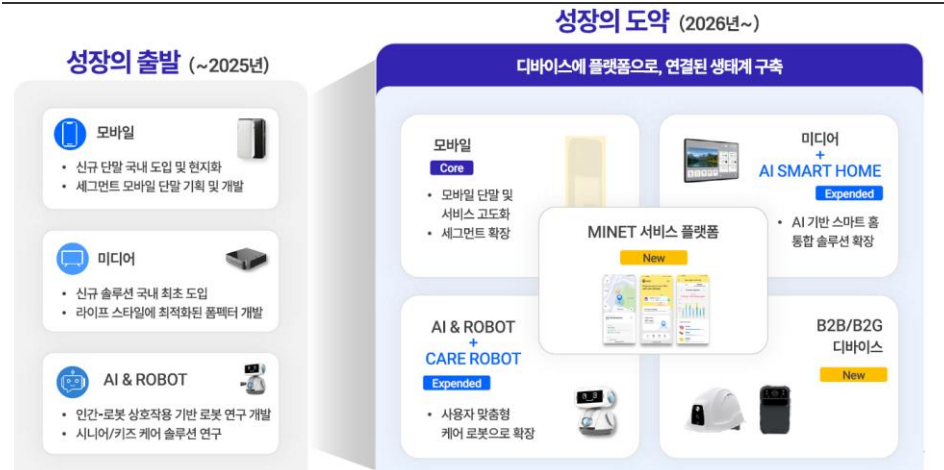 성장의 출발 (~2025년)
모바일
• 신규 단말 국내 도입 및 현지화
• 세그먼트 모바일 단말 기획 및 개발
미디어
• 신규 솔루션 국내 최초 도입
• 라이프 스타일에 최적화된 폼팩터 개발
AI & ROBOT
• 인간-로봇 상호작용 기반 로봇 연구 개발
• 시니어/키즈 케어 솔루션 연구
성장의 도약 (2026년~)
디바이스에 플랫폼으로, 연결된 생태계 구축
모바일
Core
• 모바일 단말 및
서비스 고도화
• 세그먼트 확장
미디어
+
AI SMART HOME
Expended
• AI 기반 스마트 홈
통합 솔루션 확장
MINET 서비스 플랫폼
New
AI & ROBOT
+
CARE ROBOT
Expended
• 사용자 맞춤형
케어 로봇으로 확장
B2B/B2G
디바이스
New